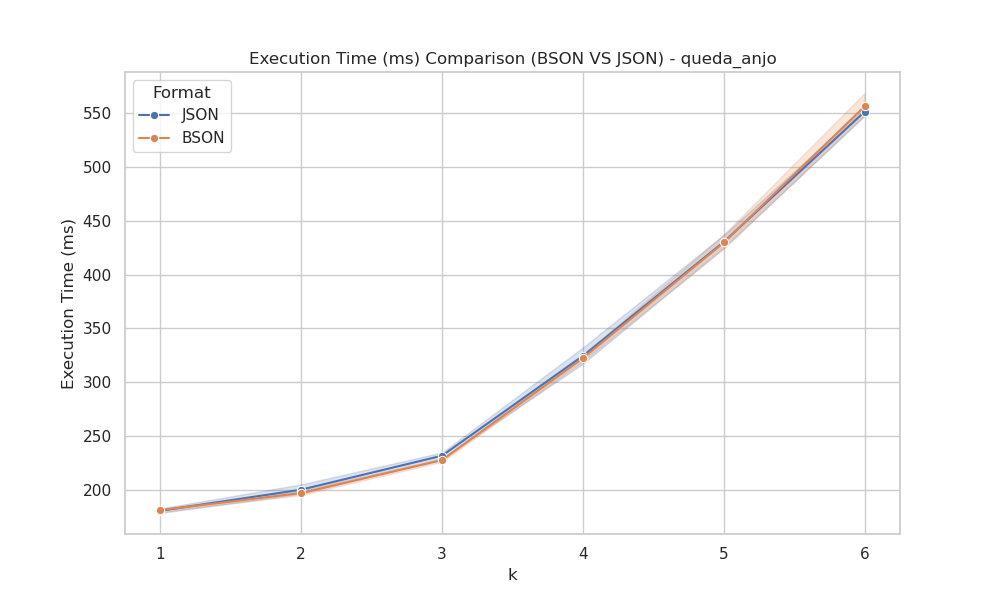 Execution Time (ms) Comparison (BSON VS JSON) - queda_anjo
Format
JSON
BSON
Execution Time (ms)
550
500
450
400
350
300
250
200
1 2 3 4 5 6
k